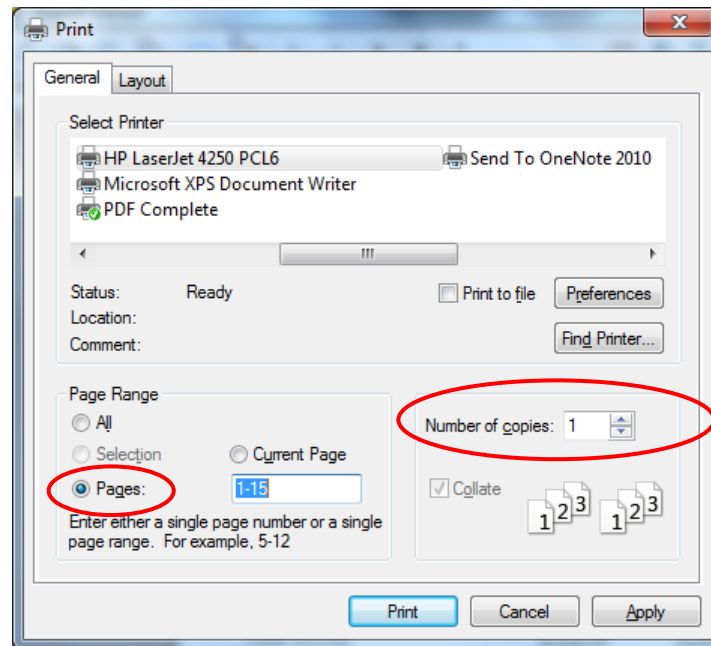 Print
General Layout
Select Printer
HP LaserJet 4250 PCL6 Send To OneNote 2010
Microsoft XPS Document Writer
PDF Complete
Status: Ready Print to file Preferences
Location:
Comment: Find Printer...
Page Range
All
Selection Current Page
Pages: 1-15
Enter either a single page number or a single
page range. For example, 5-12
Number of copies: 1
Collate
1 2 3 1 2 3
Print Cancel Apply